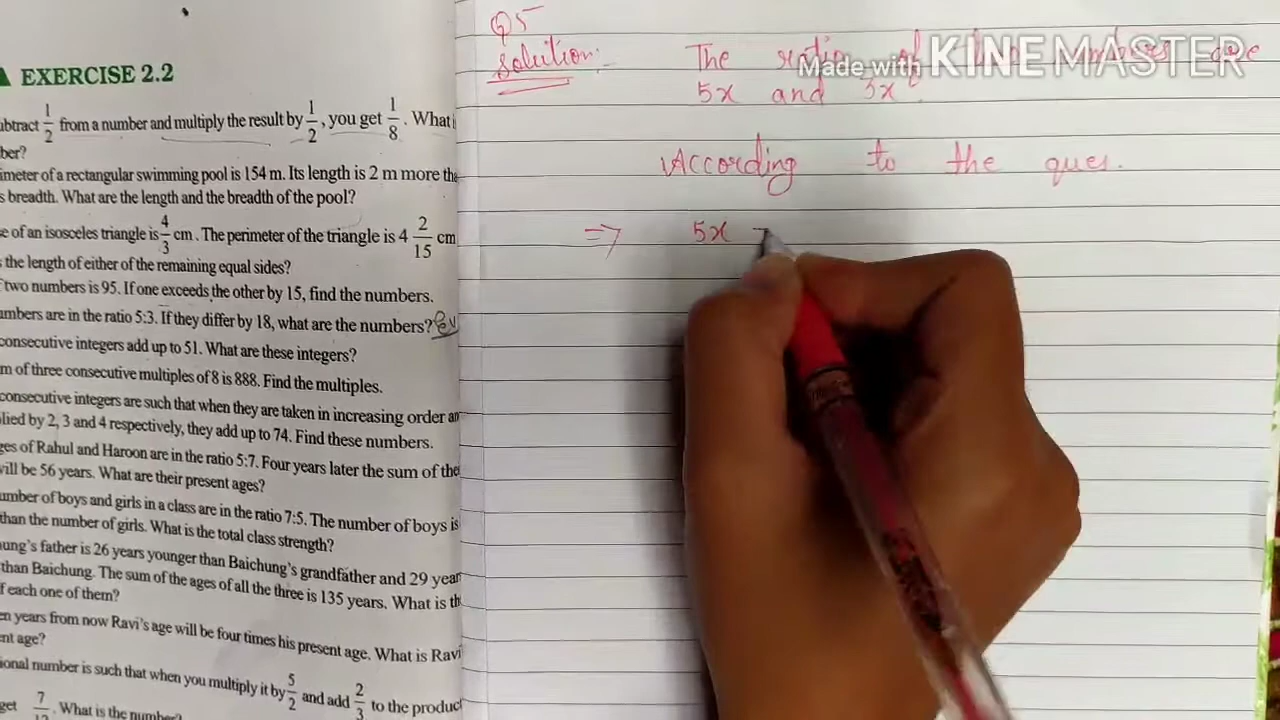 EXERCISE 2.2
ubtract 1/2 from a number and multiply the result by 1/2, you get 1/8. What
ber?
imeter of a rectangular swimming pool is 154 m. Its length is 2 m more tha
s breadth. What are the length and the breadth of the pool?
e of an isosceles triangle is 4/3 cm. The perimeter of the triangle is 4 2/15 cm
the length of either of the remaining equal sides?
f two numbers is 95. If one exceeds the other by 15, find the numbers.
umbers are in the ratio 5:3. If they differ by 18, what are the numbers?
consecutive integers add up to 51. What are these integers?
m of three consecutive multiples of 8 is 888. Find the multiples.
consecutive integers are such that when they are taken in increasing order an
lied by 2, 3 and 4 respectively, they add up to 74. Find these numbers.
ges of Rahul and Haroon are in the ratio 5:7. Four years later the sum of the
will be 56 years. What are their present ages?
umber of boys and girls in a class are in the ratio 7:5. The number of boys is
than the number of girls. What is the total class strength?
ung's father is 26 years younger than Baichung's grandfather and 29 year
than Baichung. The sum of the ages of all the three is 135 years. What is th
f each one of them?
en years from now Ravi's age will be four times his present age. What is Ravi
ent age?
ional number is such that when you multiply it by 5/2 and add 2/3 to the produc
get 7/12. What is the number?
Q5
Solution:-
The ratio of are
Made with KINEMASTER
5x and 3x.
According to the ques.
⇒ 5x -